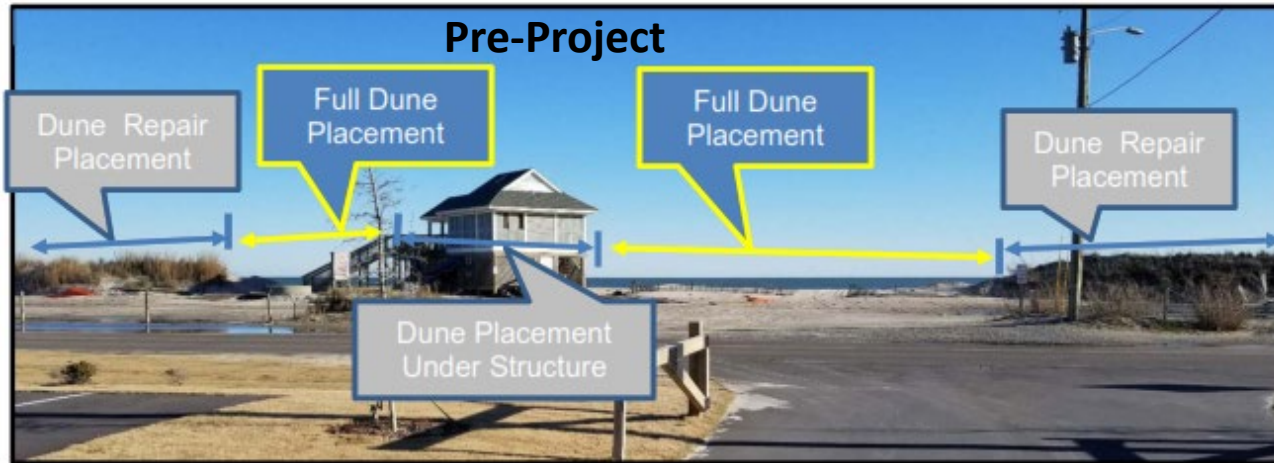 Pre-Project
Dune Repair
Placement
Full Dune
Placement
Full Dune
Placement
Dune Repair
Placement
Dune Placement
Under Structure